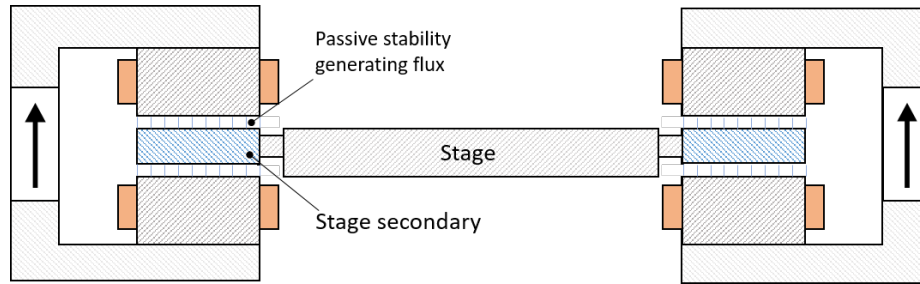 Passive stability
generating flux
Stage
Stage secondary